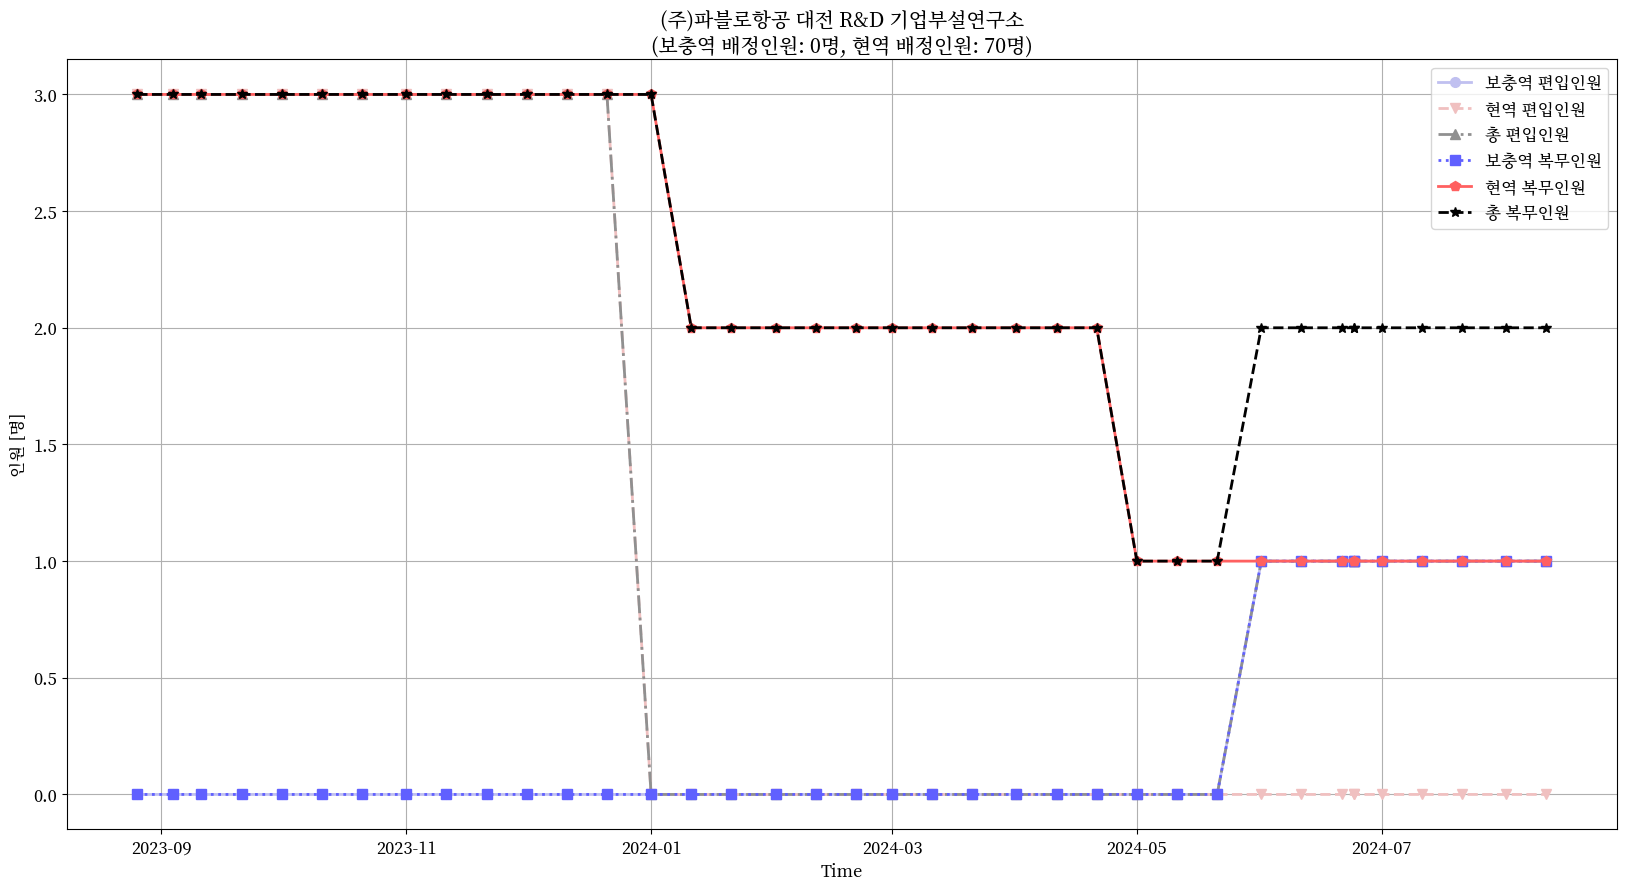 (주)파블로항공 대전 R&D 기업부설연구소
(보충역 배정인원: 0명, 현역 배정인원: 70명)
보충역 편입인원
현역 편입인원
총 편입인원
보충역 복무인원
현역 복무인원
총 복무인원
3.0
2.5
2.0
1.5
1.0
0.5
0.0
인원 [명]
2023-09 2023-11 2024-01 2024-03 2024-05 2024-07
Time